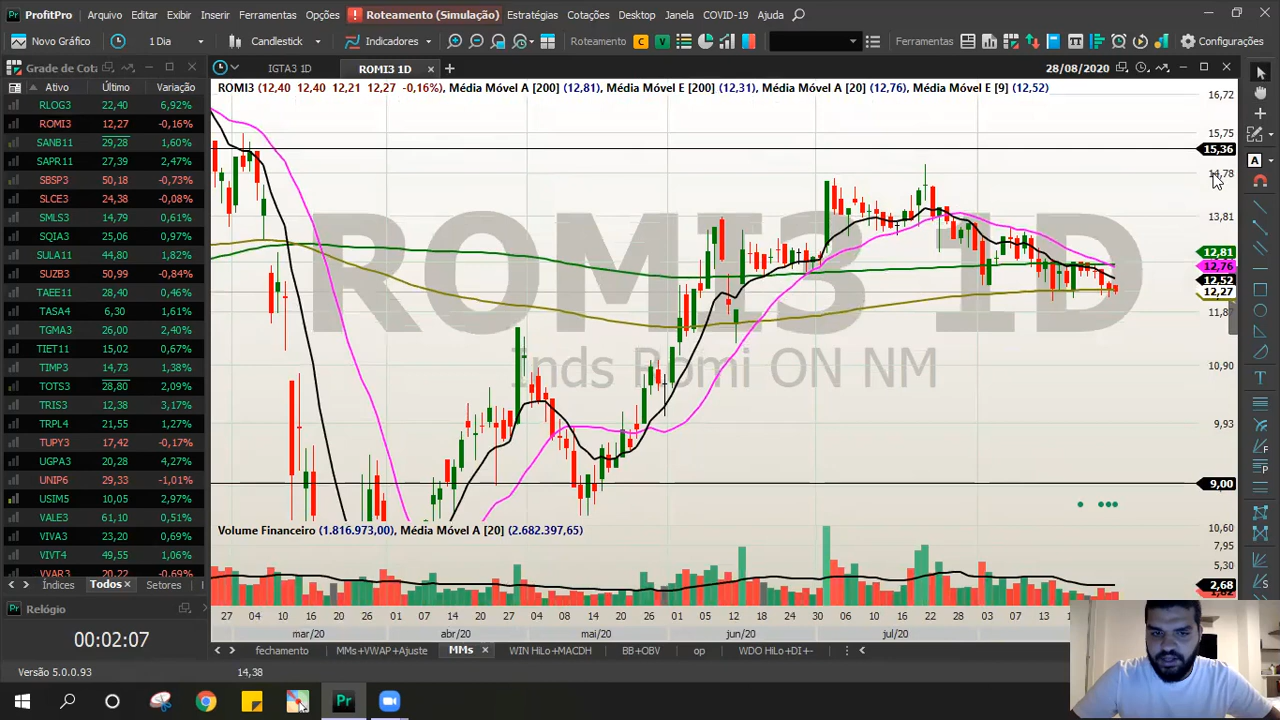 ProfitPro Arquivo Exibir Inserir Ferramentas Opções Roteamento (Simulação) Estratégias Cotações Desktop Janela COVID-19 Ajuda
Novo Gráfico 1 Dia Candlestick Indicadores Roteamento C V Ferramentas Configurações
Grade de Cota IGTA3 1D ROMI3 1D 28/08/2020
Ativo Último Variação
RLOG3 22,40 6,92%
ROMI3 12,27 -0,16%
SANB11 29,28 1,60%
SAPR11 27,39 2,47%
SBSP3 50,18 -0,73%
SLCE3 24,38 -0,08%
SMLS3 14,79 0,61%
SQIA3 25,06 0,97%
SULA11 44,80 1,82%
SUZB3 50,99 -0,84%
TAEE11 28,40 0,46%
TASA4 6,30 1,61%
TGMA3 26,00 2,40%
TIET11 15,02 0,67%
TIMP3 14,73 1,38%
TOTS3 28,80 2,09%
TRIS3 12,38 3,17%
TRPL4 21,55 1,27%
TUPY3 17,42 -0,17%
UGPA3 20,28 4,27%
UNIP6 29,33 -1,01%
USIM5 10,05 2,97%
VALE3 61,10 0,51%
VIVA3 23,20 0,69%
VIVT4 49,55 1,06%
VVAR3 20,20 -0,69%
Índices Todos Setores
Relógio
00:02:07
Versão 5.0.0.93 14,38
ROMI3 (12,40 12,40 12,21 12,27 -0,16%) Média Móvel A [200] (12,81), Média Móvel E [200] (12,31), Média Móvel A [20] (12,76), Média Móvel E [9] (12,52)
ROMI3 1D
Inds Romi ON NM
16,72
15,75
15,36
14,78
13,81
12,81
12,76
12,52
12,27
11,87
10,90
9,93
9,00
Volume Financeiro (1.816.973,00), Média Móvel A [20] (2.682.397,65)
10,60
7,95
5,30
2,68
27 04 10 16 20 26 01 07 14 20 27 04 08 14 20 26 01 05 12 18 24 30 06 10 16 22 28 03 07 13
mar/20 abr/20 mai/20 jun/20 jul/20
fechamento MMs+VWAP+Ajuste MMs WIN HiLo+MACDH BB+OBV op WDO HiLo+DI+-
Pr